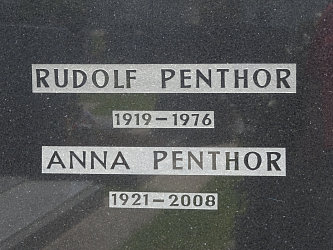 RUDOLF PENTHOR
1919–1976
ANNA PENTHOR
1921–2008